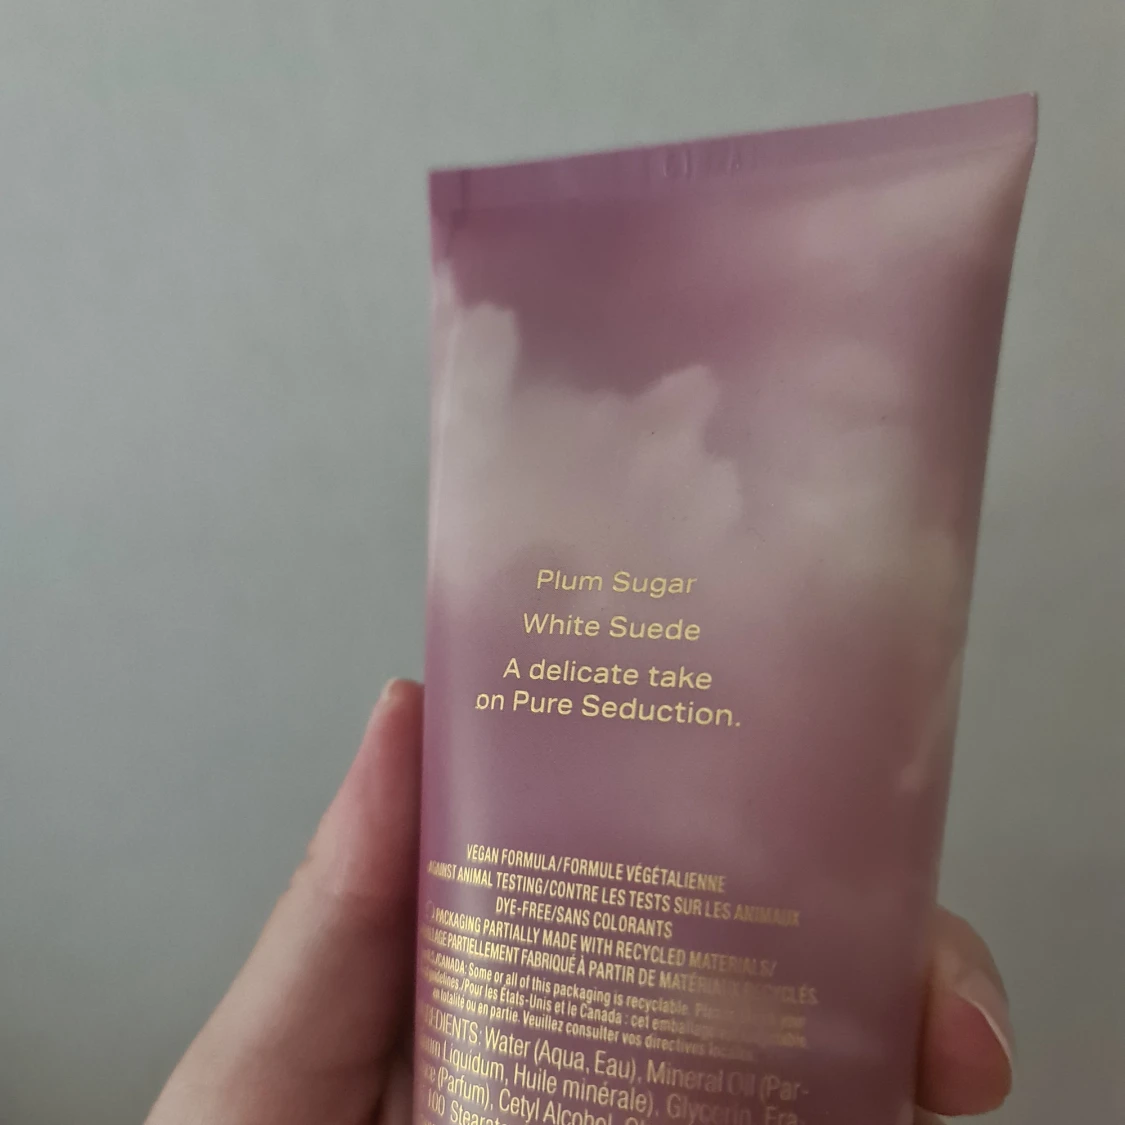 Plum Sugar
White Suede
A delicate take
on Pure Seduction.
VEGAN FORMULA/FORMULE VÉGÉTALIENNE
AGAINST ANIMAL TESTING/CONTRE LES TESTS SUR LES ANIMAUX
DYE-FREE/SANS COLORANTS
PACKAGING PARTIALLY MADE WITH RECYCLED MATERIALS/
PARTIELLEMENT FABRIQUÉ À PARTIR DE MATÉRIAUX RECYCLÉS.
/CANADA: Some or all of this packaging is recyclable.
guidelines./Pour les États-Unis et le Canada : cet emballage
en totalité ou en partie. Veuillez consulter vos directives locales.
Water (Aqua, Eau), Mineral Oil (Par-
Liquidum, Huile minérale), Glycerin, Fra-
(Parfum), Cetyl Alcohol,
100